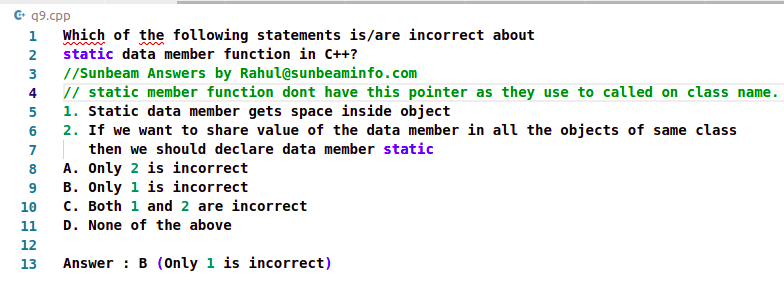 q9.cpp
1 Which of the following statements is/are incorrect about
2 static data member function in C++?
3 //Sunbeam Answers by Rahul@sunbeaminfo.com
4 // static member function dont have this pointer as they use to called on class name.
5 1. Static data member gets space inside object
6 2. If we want to share value of the data member in all the objects of same class
7 then we should declare data member static
8 A. Only 2 is incorrect
9 B. Only 1 is incorrect
10 C. Both 1 and 2 are incorrect
11 D. None of the above
12
13 Answer : B (Only 1 is incorrect)